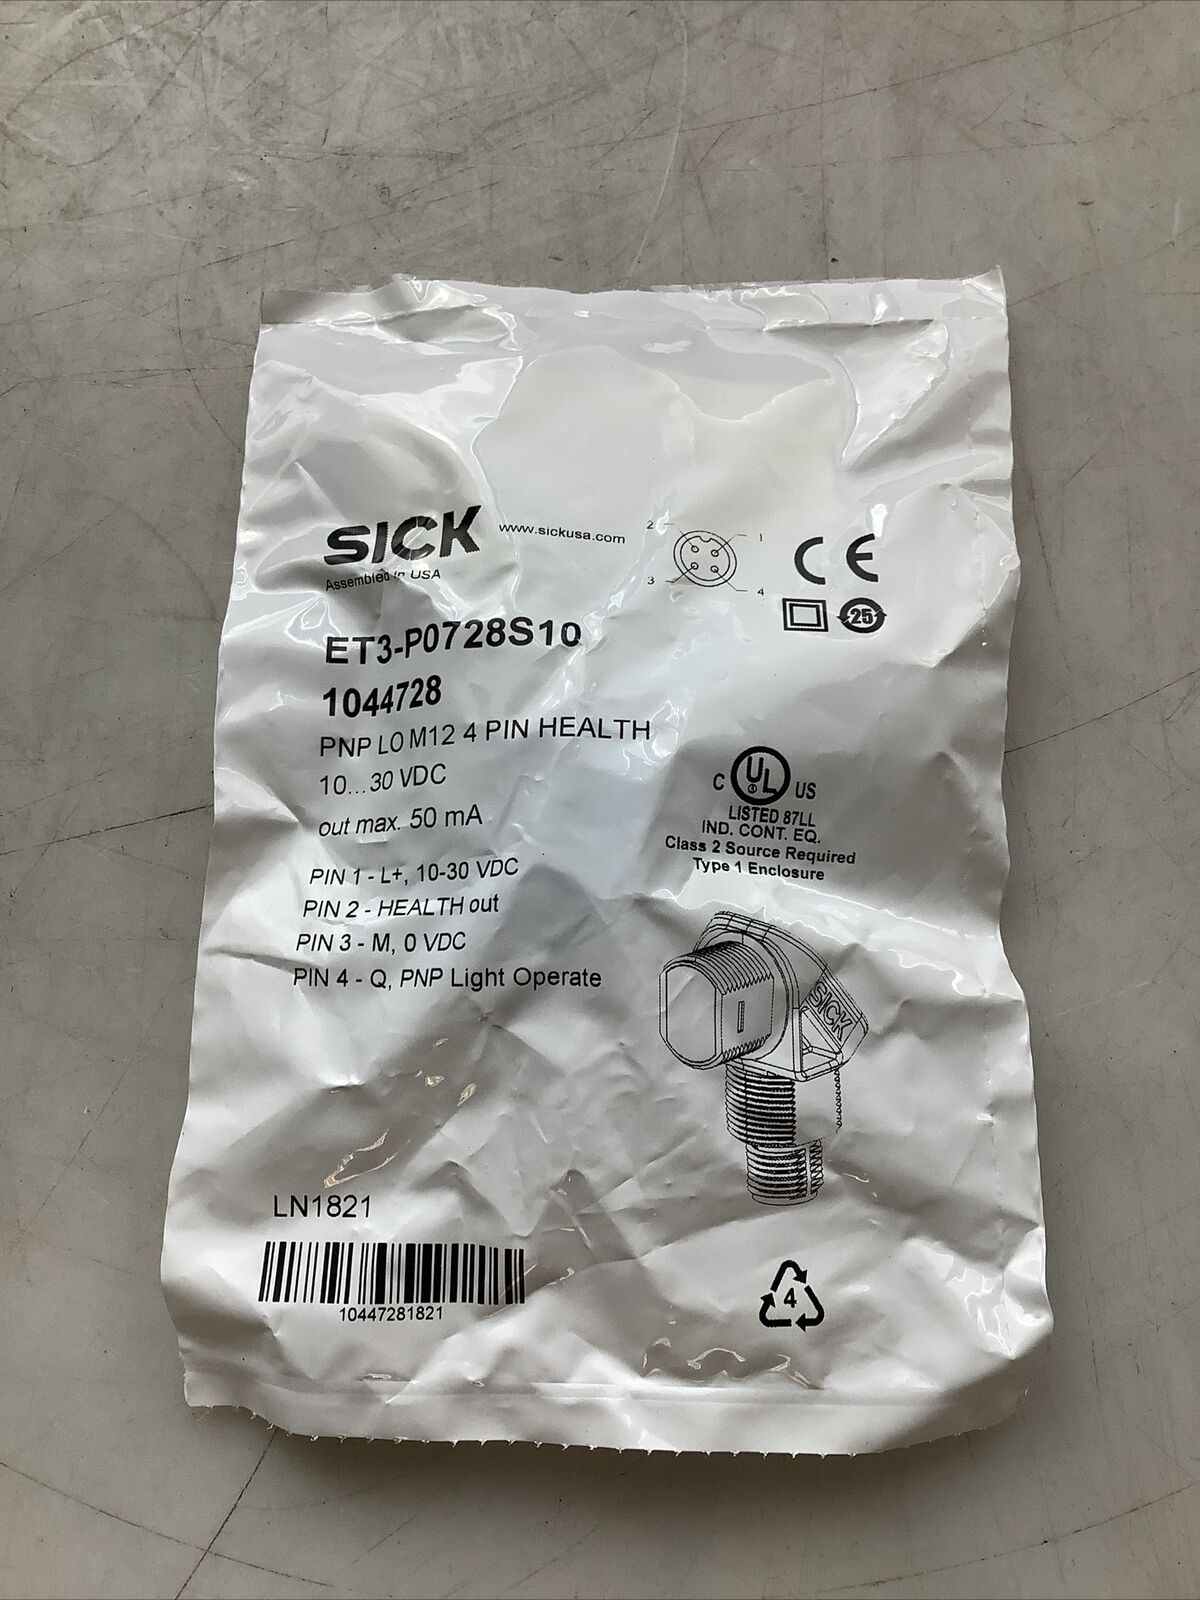 SICK www.sickusa.com
Assembled in USA
2
1
3
4
CE
25
ET3-P0728S10
1044728
PNP LO M12 4 PIN HEALTH
10...30 VDC
out max. 50 mA
C UL US
LISTED 87LL
IND. CONT. EQ.
Class 2 Source Required
Type 1 Enclosure
PIN 1 - L+, 10-30 VDC
PIN 2 - HEALTH out
PIN 3 - M, 0 VDC
PIN 4 - Q, PNP Light Operate
SICK
LN1821
10447281821
4